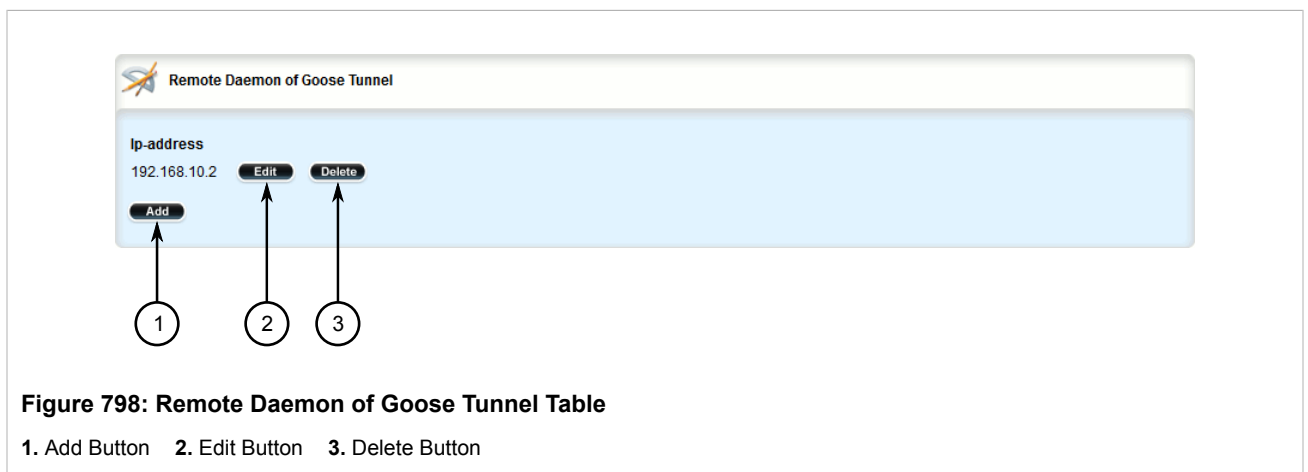 Remote Daemon of Goose Tunnel
Ip-address
192.168.10.2 Edit Delete
Add
1 2 3
Figure 798: Remote Daemon of Goose Tunnel Table
1. Add Button 2. Edit Button 3. Delete Button